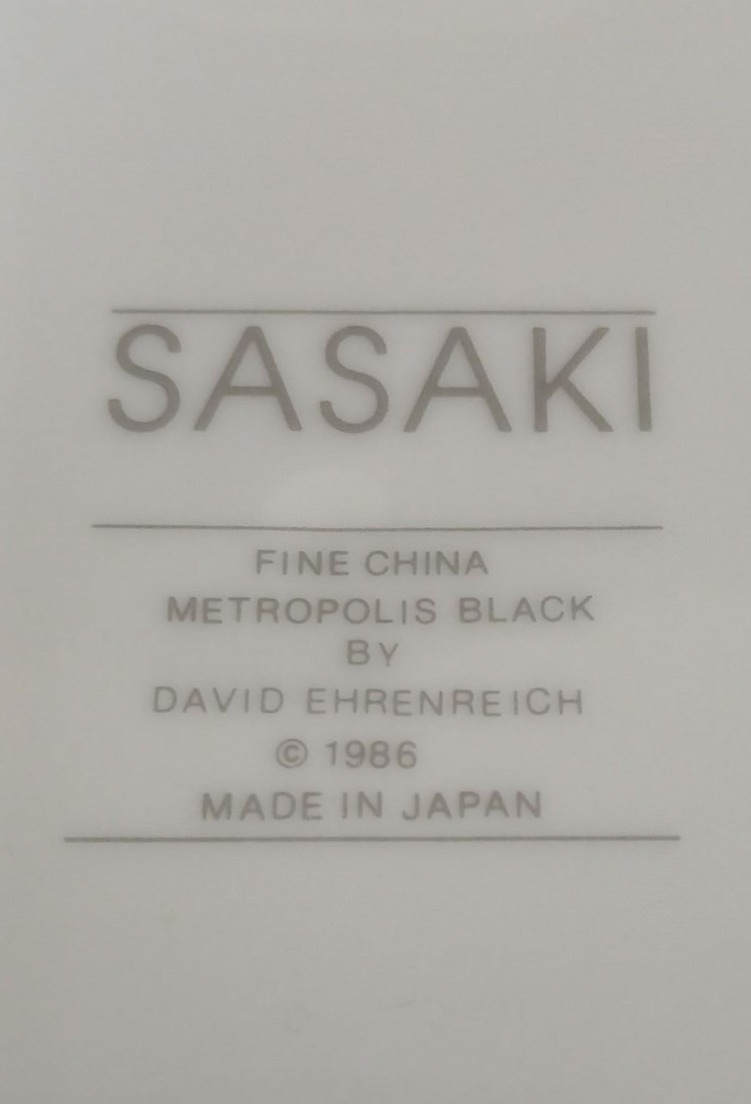 SASAKI
FINE CHINA
METROPOLIS BLACK
BY
DAVID EHRENREICH
© 1986
MADE IN JAPAN